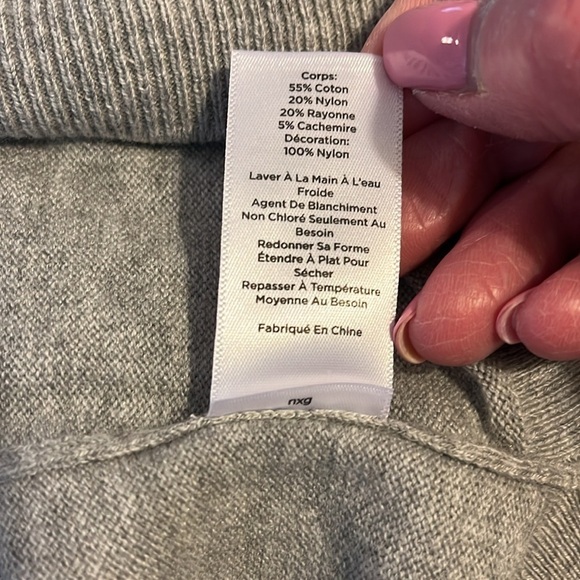 Corps:
55% Coton
20% Nylon
20% Rayonne
5% Cachemire
Décoration:
100% Nylon
Laver À La Main À L'eau
Froide
Agent De Blanchiment
Non Chloré Seulement Au
Besoin
Redonner Sa Forme
Étendre À Plat Pour
Sécher
Repasser À Température
Moyenne Au Besoin
Fabriqué En Chine
nxg